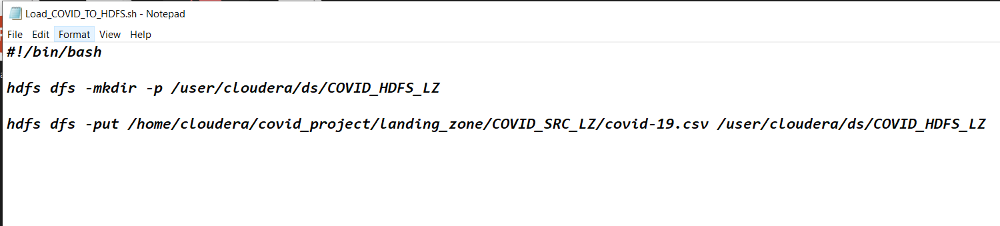 Load_COVID_TO_HDFS.sh - Notepad
File Edit Format View Help
#!/bin/bash
hdfs dfs -mkdir -p /user/cloudera/ds/COVID_HDFS_LZ
hdfs dfs -put /home/cloudera/covid_project/landing_zone/COVID_SRC_LZ/covid-19.csv /user/cloudera/ds/COVID_HDFS_LZ